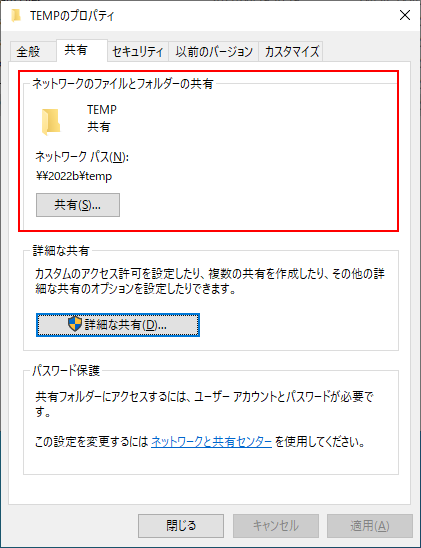 TEMPのプロパティ
全般
共有
セキュリティ
以前のバージョン
カスタマイズ
ネットワークのファイルとフォルダーの共有
TEMP
共有
ネットワーク パス(N):
¥¥2022b¥temp
共有(S)...
詳細な共有
カスタムのアクセス許可を設定したり、複数の共有を作成したり、その他の詳
細な共有のオプションを設定したりできます。
詳細な共有(D)...
パスワード保護
共有フォルダーにアクセスするには、ユーザー アカウントとパスワードが必要で
す。
この設定を変更するには ネットワークと共有センター を使用してください。
閉じる
キャンセル
適用(A)